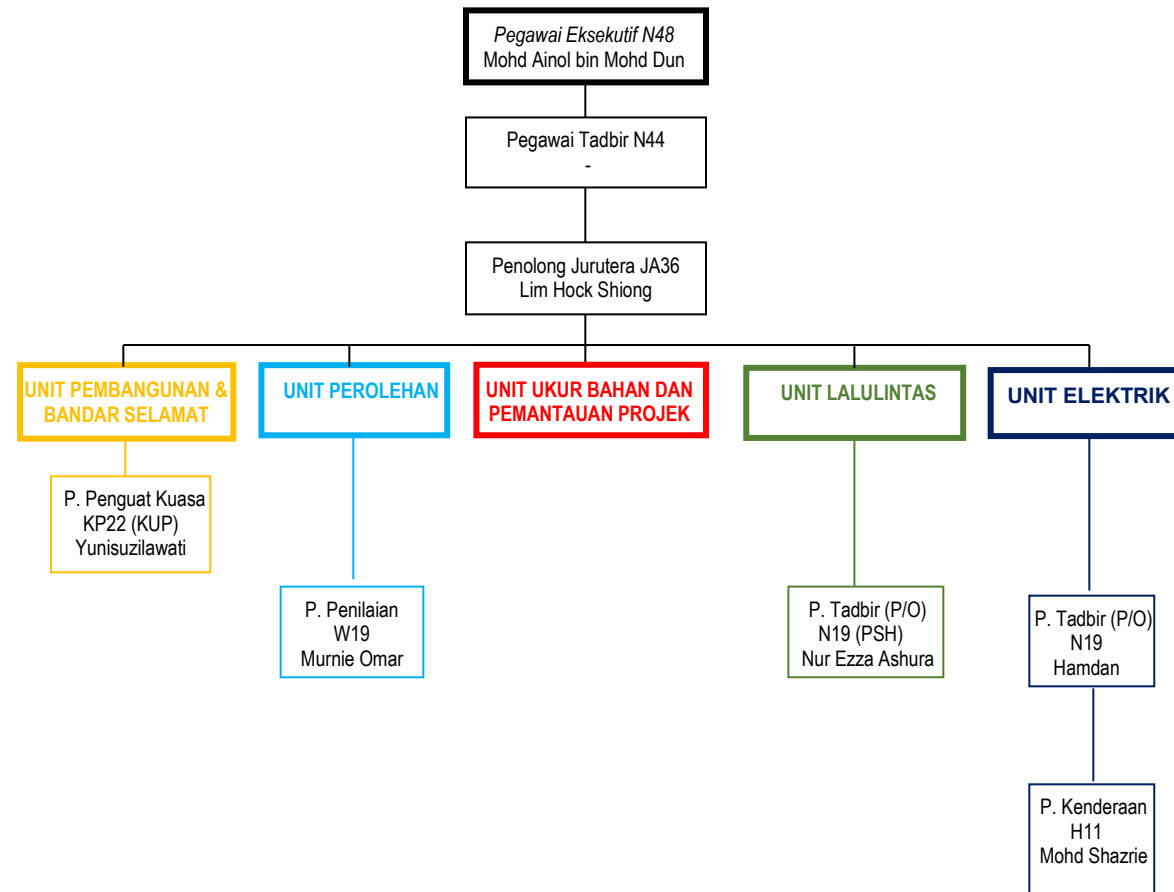 Pegawai Eksekutif N48
Mohd Ainol bin Mohd Dun
Pegawai Tadbir N44
-
Penolong Jurutera JA36
Lim Hock Shiong
UNIT PEMBANGUNAN &
BANDAR SELAMAT
UNIT PEROLEHAN
UNIT UKUR BAHAN DAN
PEMANTAUAN PROJEK
UNIT LALULINTAS
UNIT ELEKTRIK
P. Penguat Kuasa
KP22 (KUP)
Yunisuzilawati
P. Penilaian
W19
Murnie Omar
P. Tadbir (P/O)
N19 (PSH)
Nur Ezza Ashura
P. Tadbir (P/O)
N19
Hamdan
P. Kenderaan
H11
Mohd Shazrie